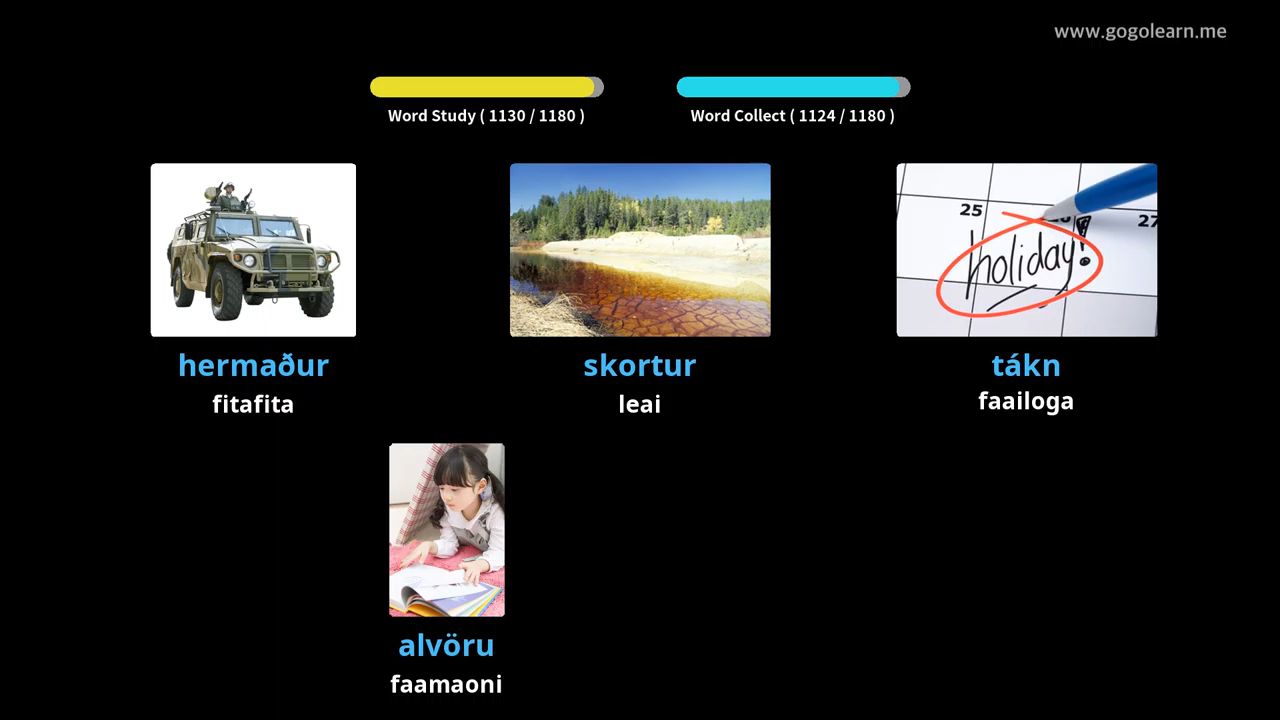 www.gogolearn.me
Word Study ( 1130 / 1180 )
Word Collect ( 1124 / 1180 )
25
27
holiday!
hermaður
fitafita
skortur
leai
tákn
faailoga
alvöru
faamaoni